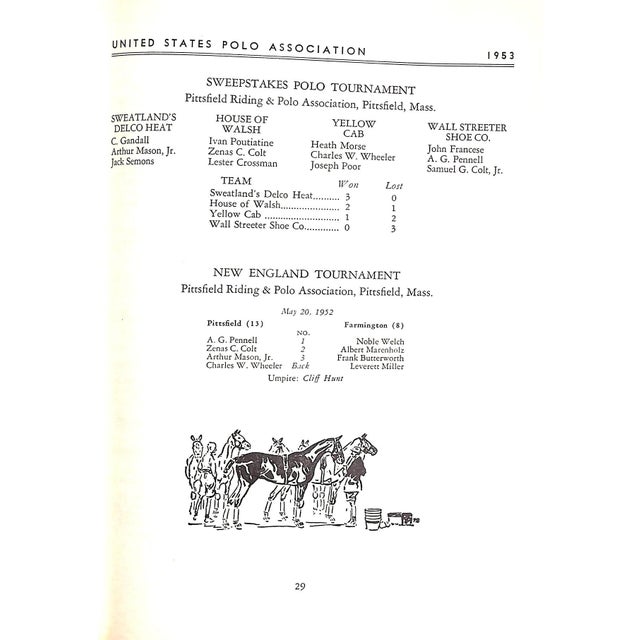 UNITED STATES POLO ASSOCIATION 1953
SWEEPSTAKES POLO TOURNAMENT
Pittsfield Riding & Polo Association, Pittsfield, Mass.
SWEATLAND'S
DELCO HEAT
C. Gandall
Arthur Mason, Jr.
Jack Semons
HOUSE OF
WALSH
Ivan Poutiatine
Zenas C. Colt
Lester Crossman
YELLOW
CAB
Heath Morse
Charles W. Wheeler
Joseph Poor
WALL STREETER
SHOE CO.
John Francese
A. G. Pennell
Samuel G. Colt, Jr.
TEAM Won Lost
Sweatland's Delco Heat.......... 3 0
House of Walsh...................... 2 1
Yellow Cab ........................... 1 2
Wall Streeter Shoe Co............. 0 3
NEW ENGLAND TOURNAMENT
Pittsfield Riding & Polo Association, Pittsfield, Mass.
May 20, 1952
Pittsfield (13) Farmington (8)
NO.
A. G. Pennell 1 Noble Welch
Zenas C. Colt 2 Albert Marenholz
Arthur Mason, Jr. 3 Frank Butterworth
Charles W. Wheeler Back Leverett Miller
Umpire: Cliff Hunt
29